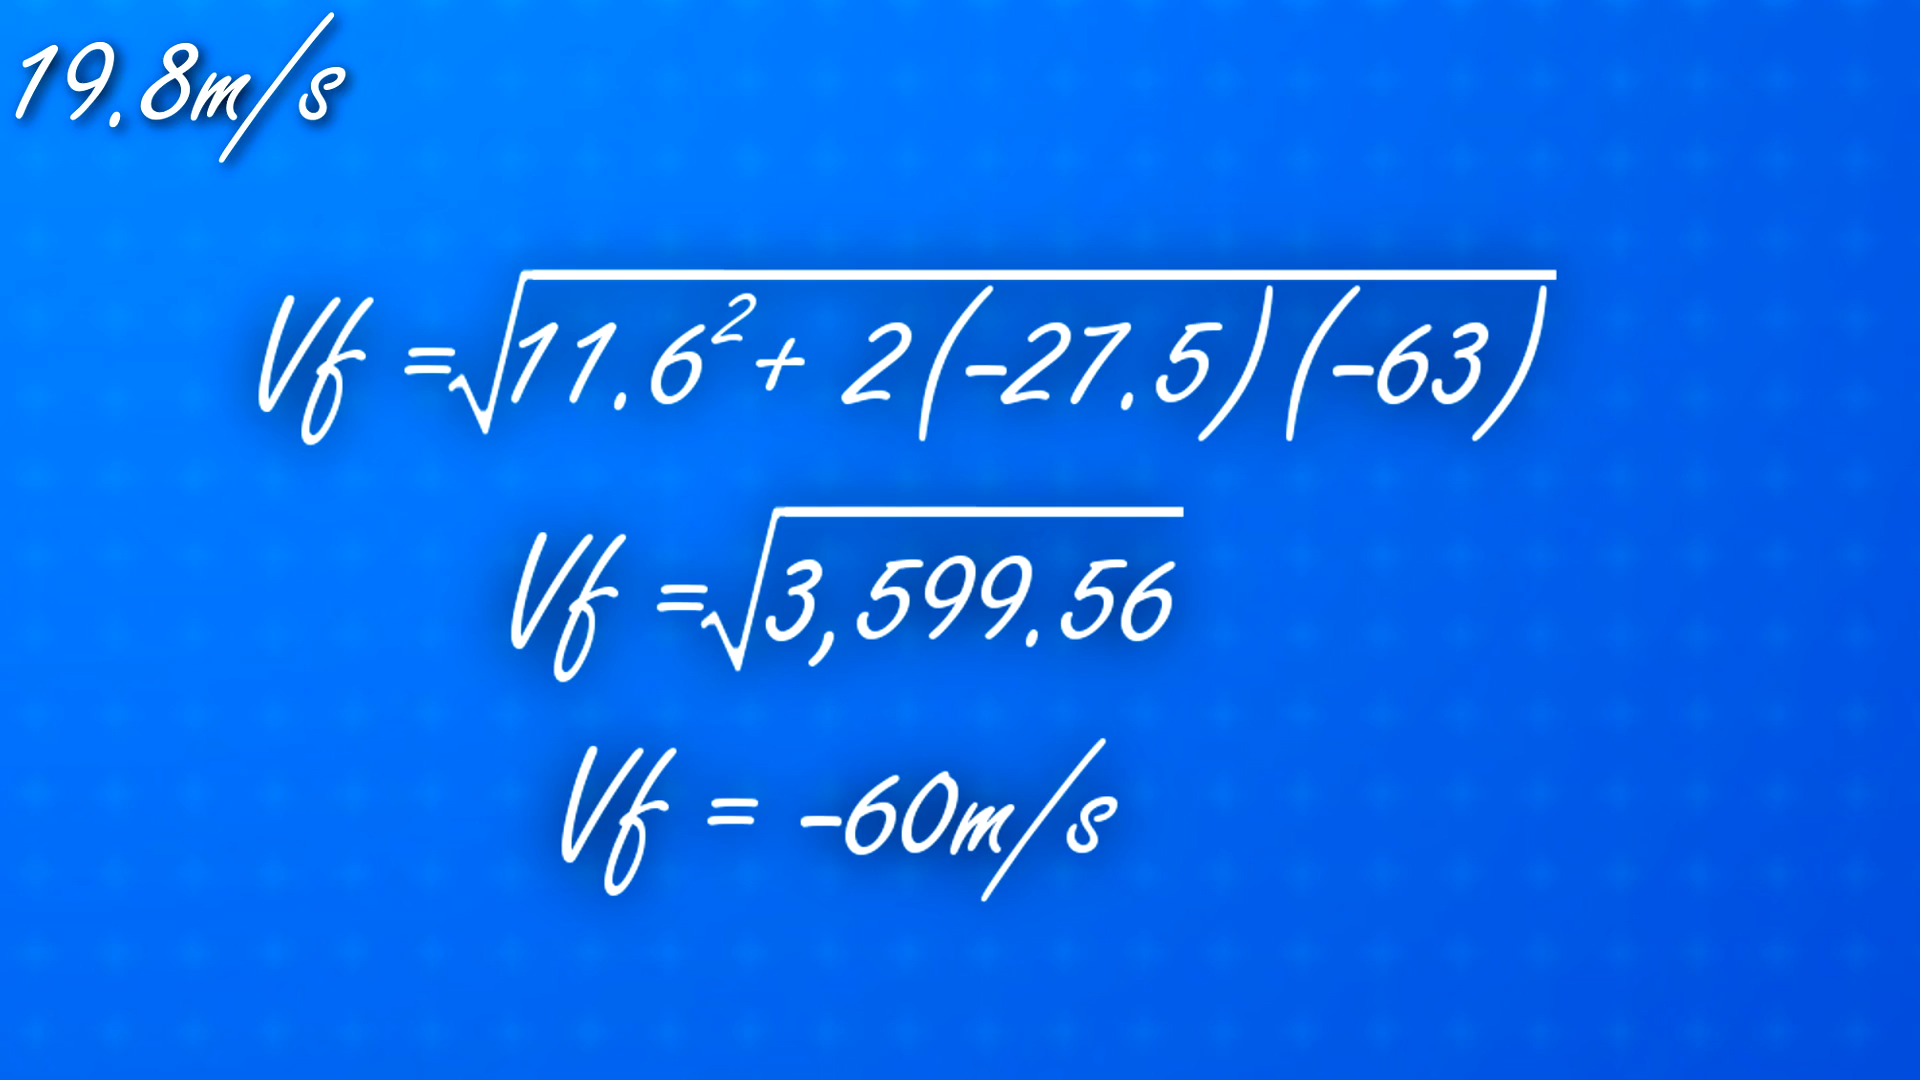 19.8m/s
Vf =√11.6²+ 2(-27.5)(-63)
Vf =√3,599.56
Vf = -60m/s